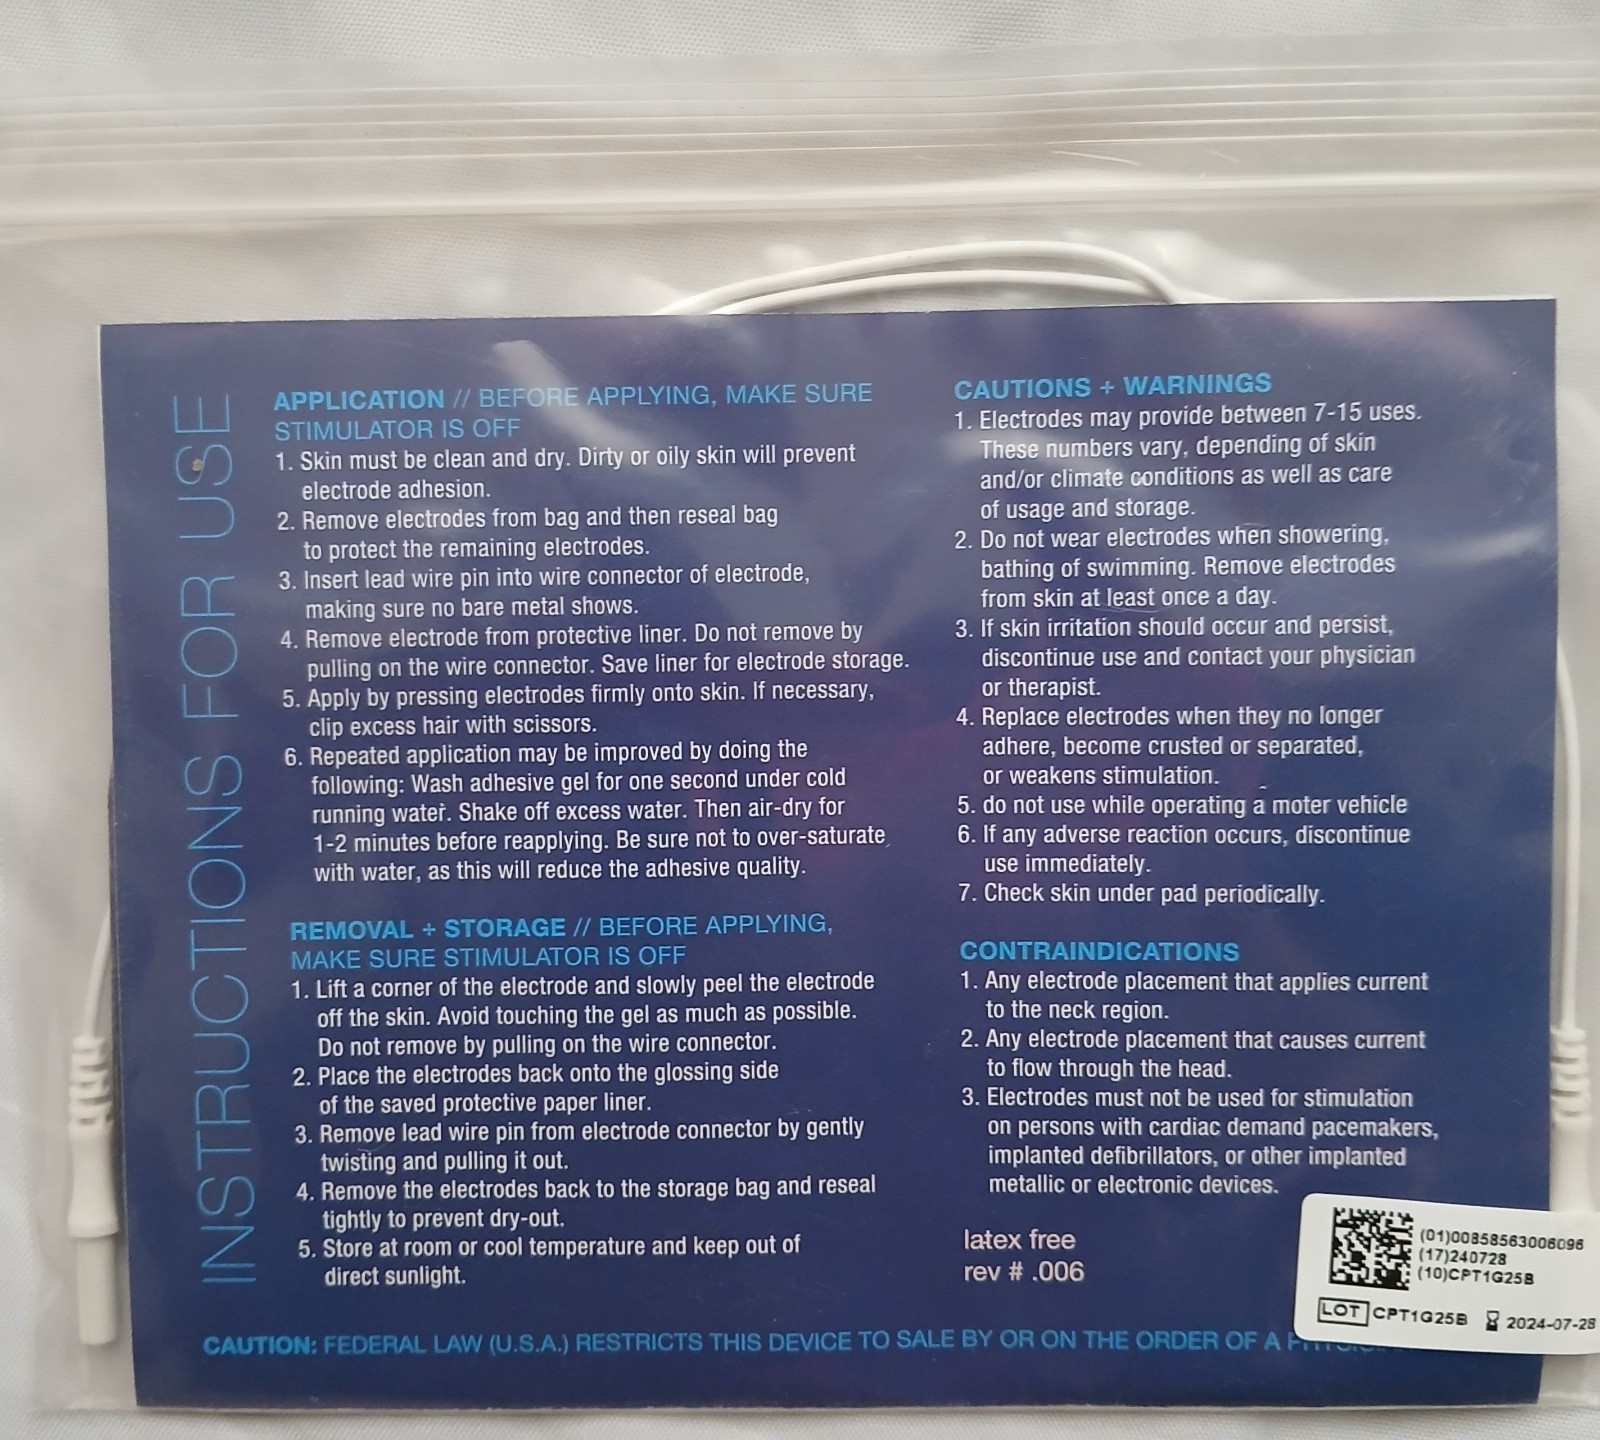 INSTRUCTIONS FOR USE
APPLICATION // BEFORE APPLYING, MAKE SURE
STIMULATOR IS OFF
1. Skin must be clean and dry. Dirty or oily skin will prevent
electrode adhesion.
2. Remove electrodes from bag and then reseal bag
to protect the remaining electrodes.
3. Insert lead wire pin into wire connector of electrode,
making sure no bare metal shows.
4. Remove electrode from protective liner. Do not remove by
pulling on the wire connector. Save liner for electrode storage.
5. Apply by pressing electrodes firmly onto skin. If necessary,
clip excess hair with scissors.
6. Repeated application may be improved by doing the
following: Wash adhesive gel for one second under cold
running water. Shake off excess water. Then air-dry for
1-2 minutes before reapplying. Be sure not to over-saturate
with water, as this will reduce the adhesive quality.
REMOVAL + STORAGE // BEFORE APPLYING,
MAKE SURE STIMULATOR IS OFF
1. Lift a corner of the electrode and slowly peel the electrode
off the skin. Avoid touching the gel as much as possible.
Do not remove by pulling on the wire connector.
2. Place the electrodes back onto the glossing side
of the saved protective paper liner.
3. Remove lead wire pin from electrode connector by gently
twisting and pulling it out.
4. Remove the electrodes back to the storage bag and reseal
tightly to prevent dry-out.
5. Store at room or cool temperature and keep out of
direct sunlight.
CAUTIONS + WARNINGS
1. Electrodes may provide between 7-15 uses.
These numbers vary, depending of skin
and/or climate conditions as well as care
of usage and storage.
2. Do not wear electrodes when showering,
bathing of swimming. Remove electrodes
from skin at least once a day.
3. If skin irritation should occur and persist,
discontinue use and contact your physician
or therapist.
4. Replace electrodes when they no longer
adhere, become crusted or separated,
or weakens stimulation.
5. do not use while operating a moter vehicle
6. If any adverse reaction occurs, discontinue
use immediately.
7. Check skin under pad periodically.
CONTRAINDICATIONS
1. Any electrode placement that applies current
to the neck region.
2. Any electrode placement that causes current
to flow through the head.
3. Electrodes must not be used for stimulation
on persons with cardiac demand pacemakers,
implanted defibrillators, or other implanted
metallic or electronic devices.
latex free
rev # .006
(01)00858563006096
(17)240728
(10)CPT1G25B
LOT CPT1G25B 2024-07-28
CAUTION: FEDERAL LAW (U.S.A.) RESTRICTS THIS DEVICE TO SALE BY OR ON THE ORDER OF A